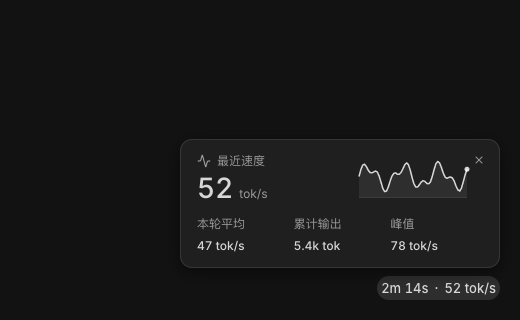 最近速度
52 tok/s
本轮平均 累计输出 峰值
47 tok/s 5.4k tok 78 tok/s
2m 14s · 52 tok/s